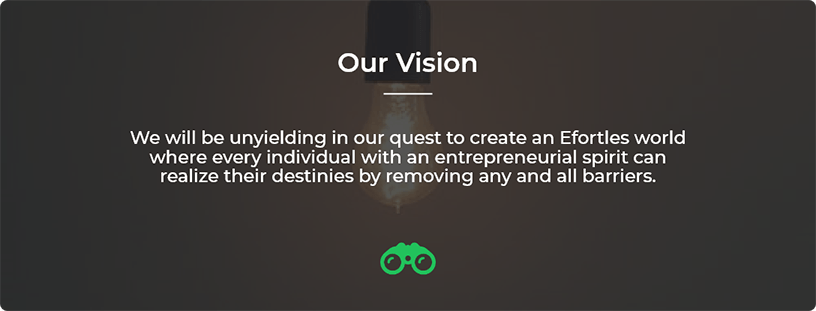 Our Vision
We will be unyielding in our quest to create an Efortles world
where every individual with an entrepreneurial spirit can
realize their destinies by removing any and all barriers.